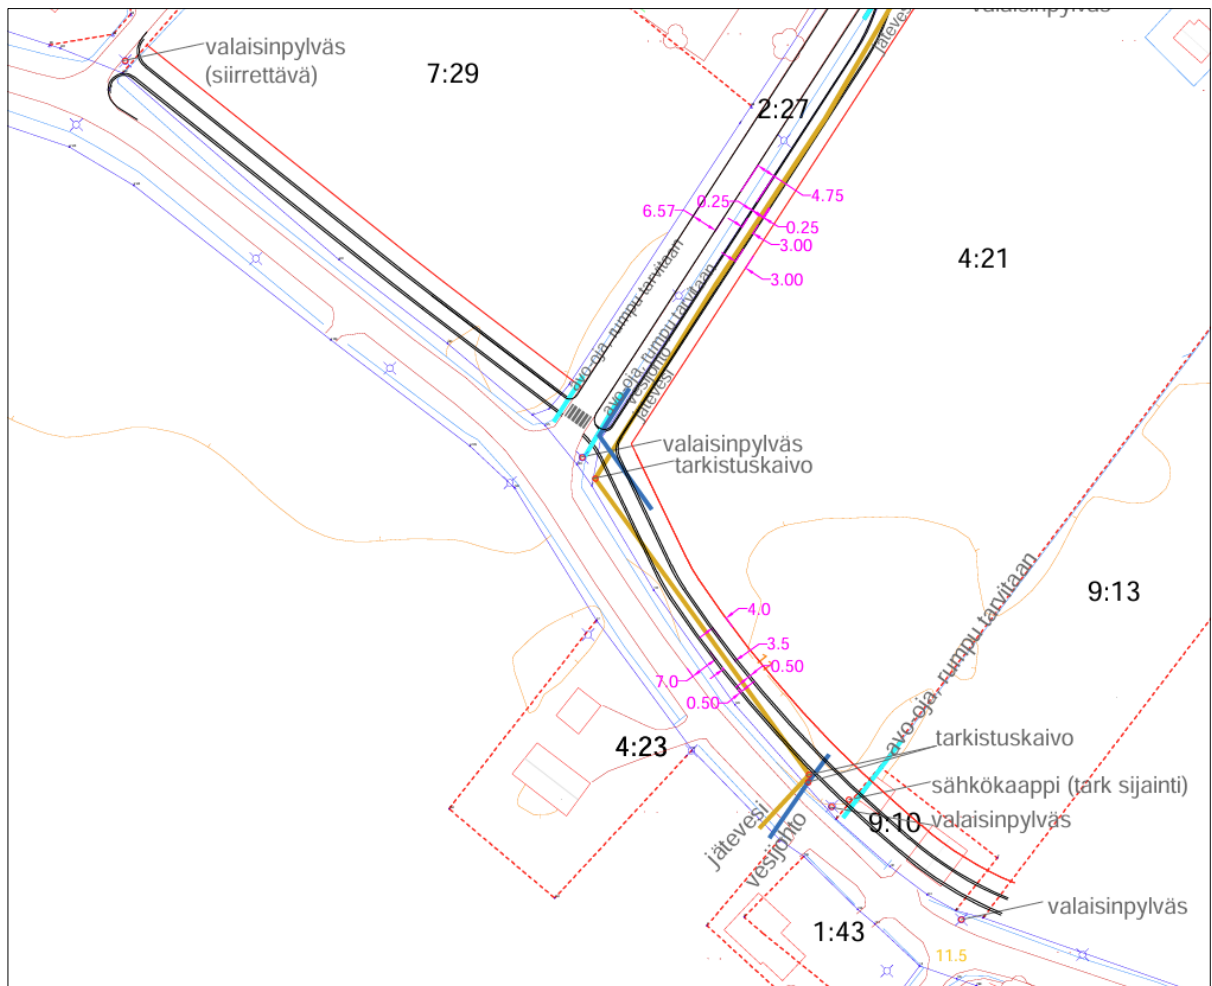 valaisinpylväs
jätevesi
valaisinpylväs
(siirrettävä)
7:29
2:27
4.75
0.25
6.57
0.25
3.00
3.00
4:21
avo-oja, rumpu tarvitaan
avo-oja, rumpu tarvitaan
vesijohto
jätevesi
valaisinpylväs
tarkistuskaivo
avo-oja, rumpu tarvitaan
9:13
4.0
3.5
0.50
7.0
0.50
4:23
tarkistuskaivo
sähkökaappi (tark sijainti)
9:10
valaisinpylväs
jätevesi
vesijohto
valaisinpylväs
1:43
11.5